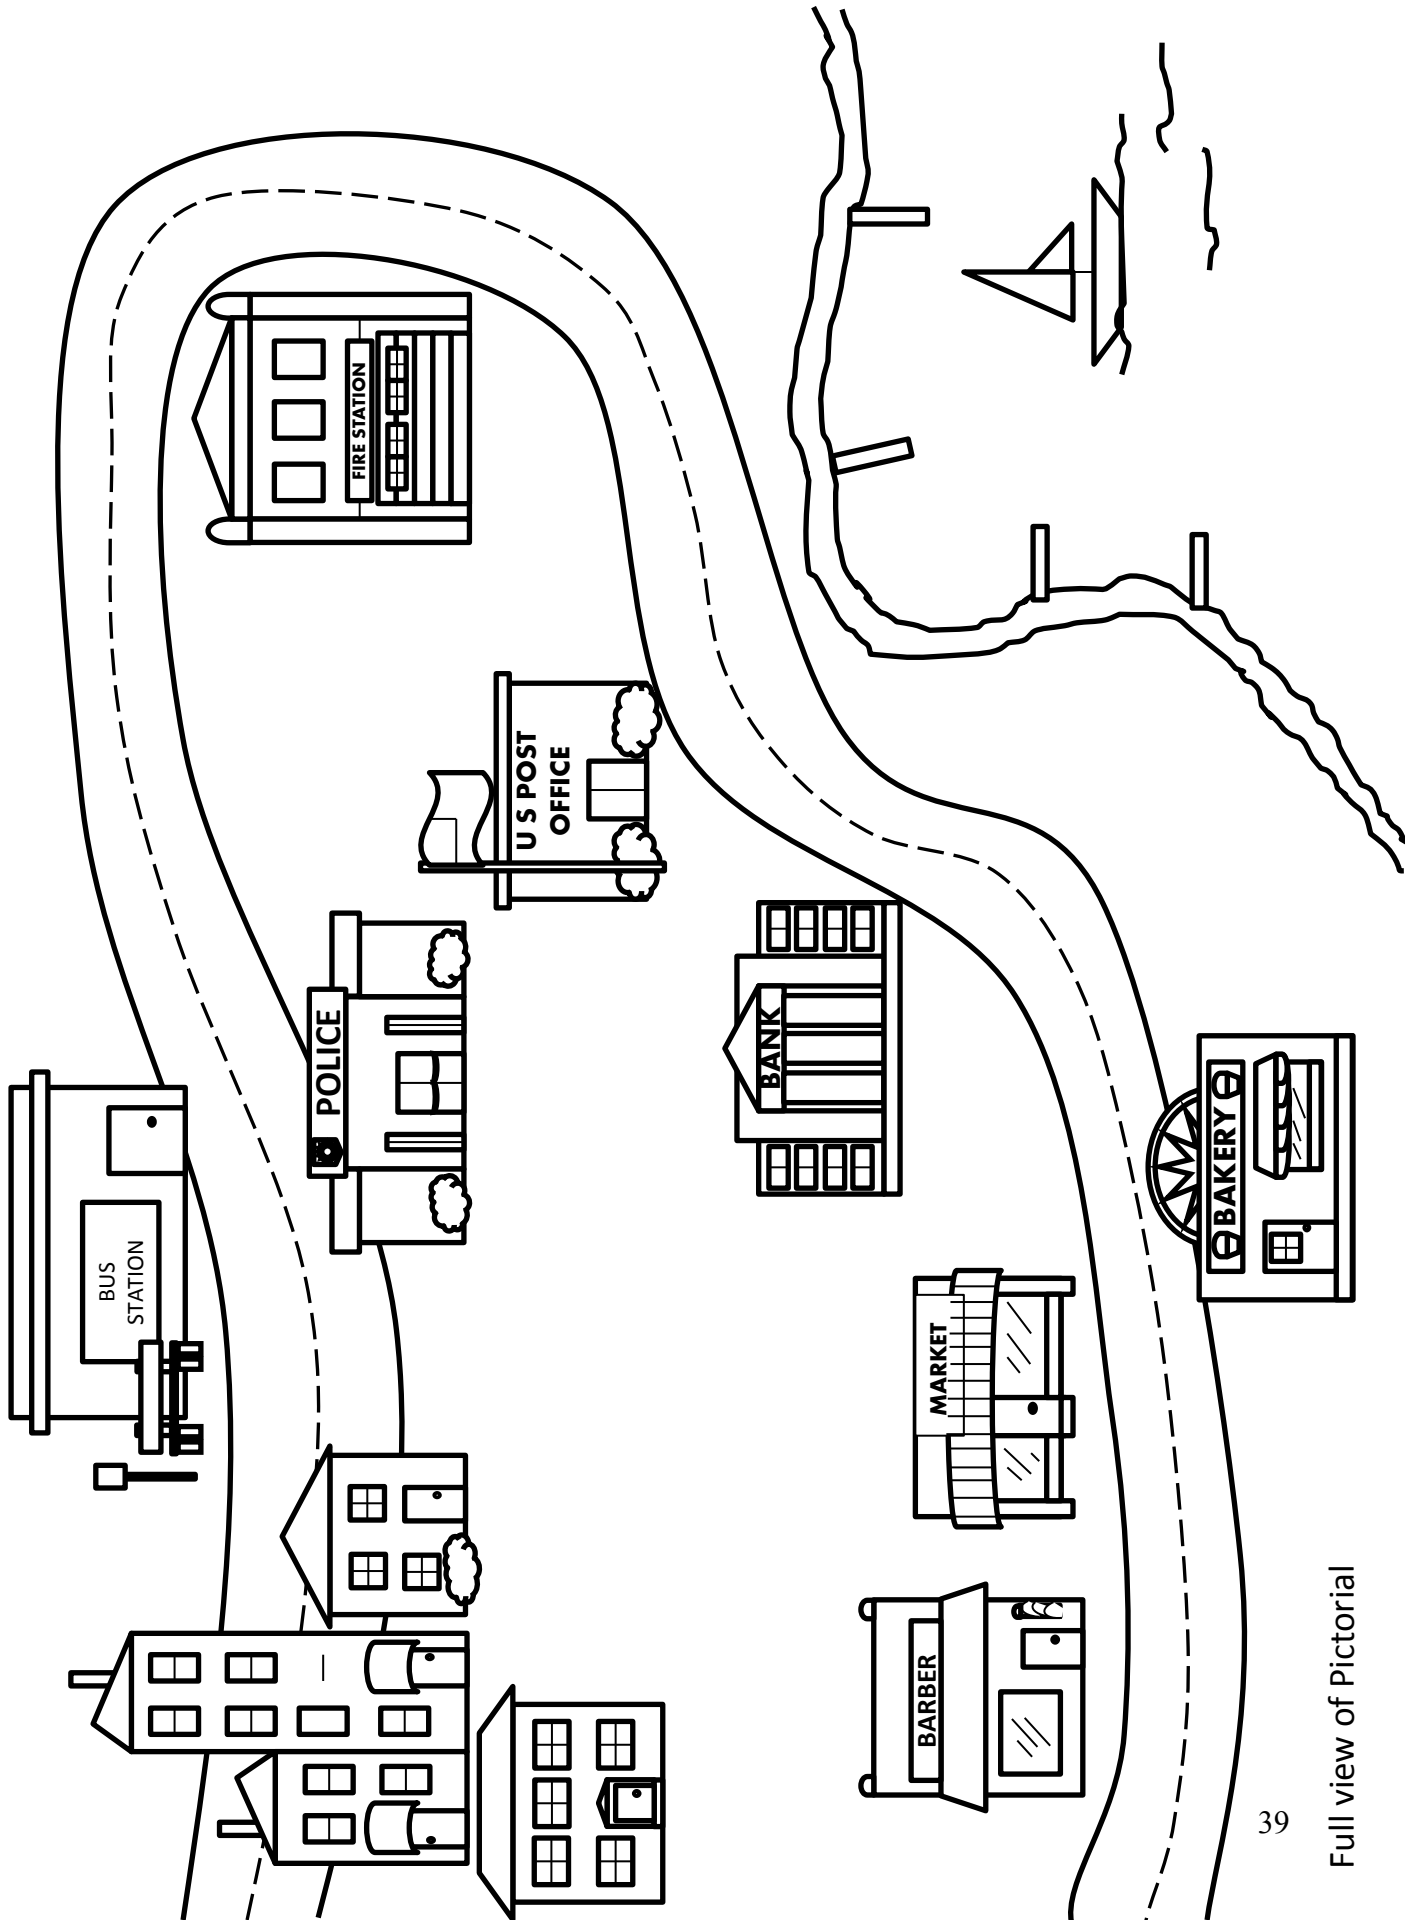 BUS
STATION
POLICE
FIRE STATION
U S POST
OFFICE
BANK
BARBER
MARKET
BAKERY
39
Full view of Pictorial